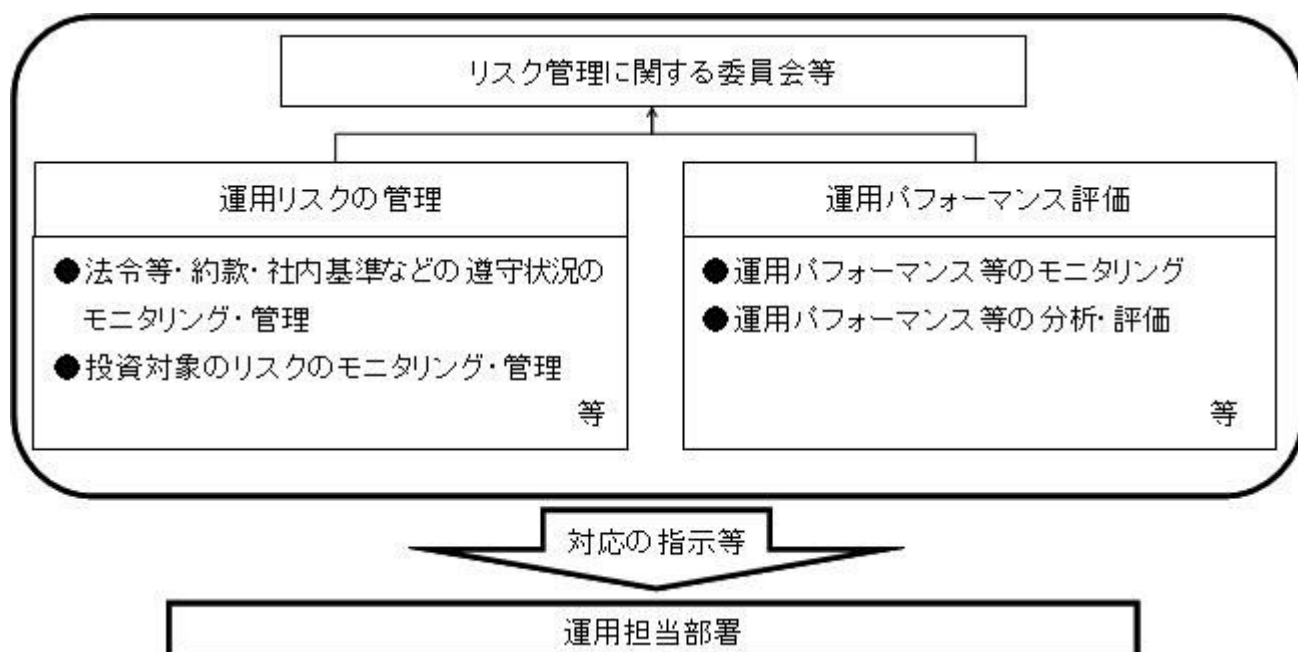 リスク管理に関する委員会等
運用リスクの管理
●法令等・約款・社内基準などの遵守状況の
モニタリング・管理
●投資対象のリスクのモニタリング・管理
等
運用パフォーマンス評価
●運用パフォーマンス等のモニタリング
●運用パフォーマンス等の分析・評価
等
対応の指示等
運用担当部署